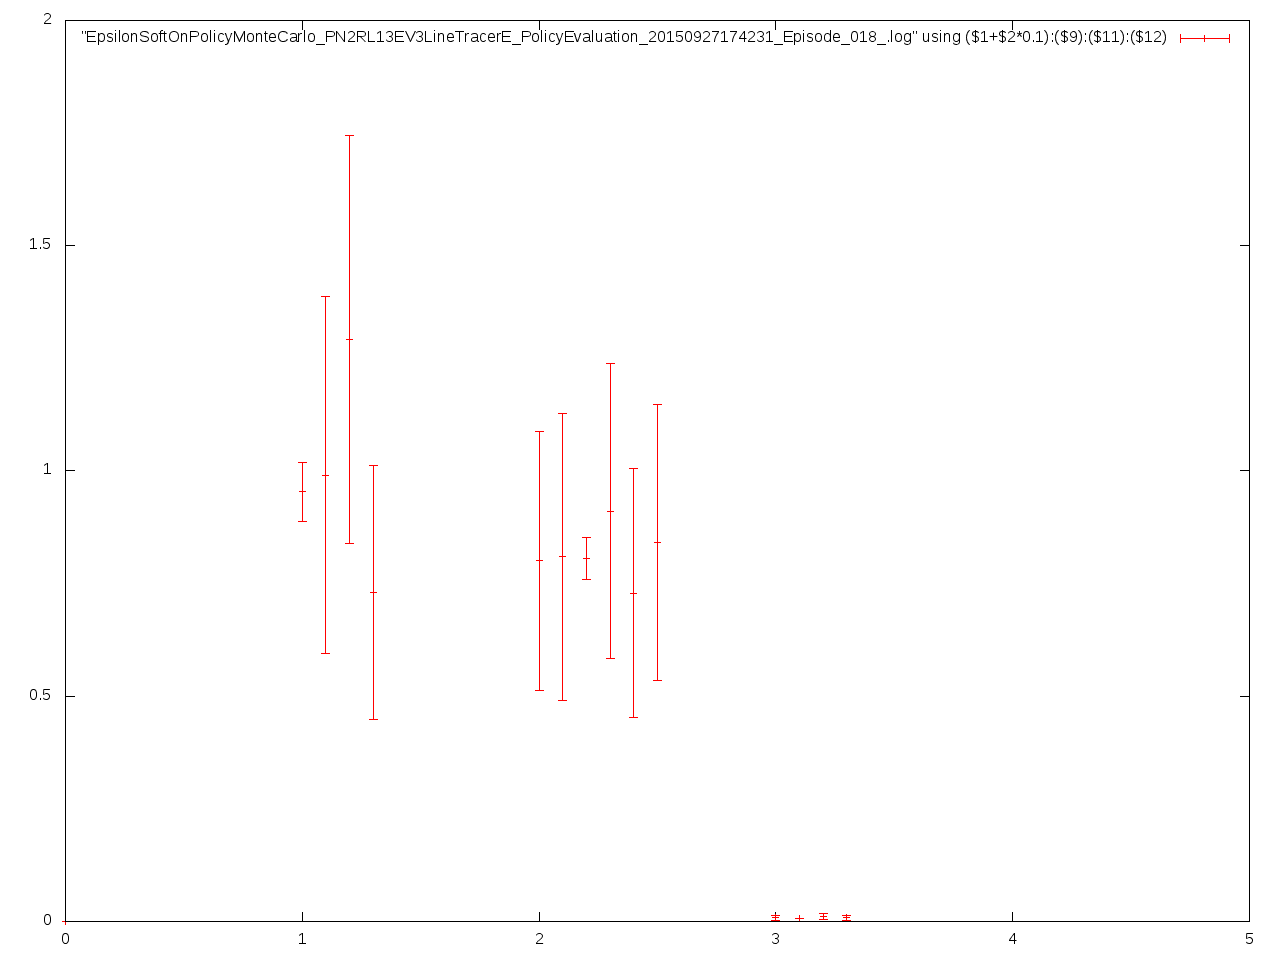 2
"EpsilonSoftOnPolicyMonteCarlo_PN2RL13EV3LineTracerE_PolicyEvaluation_20150927174231_Episode_018_.log" using ($1+$2*0.1):($9):($11):($12)
1.5
1
0.5
0
0 1 2 3 4 5